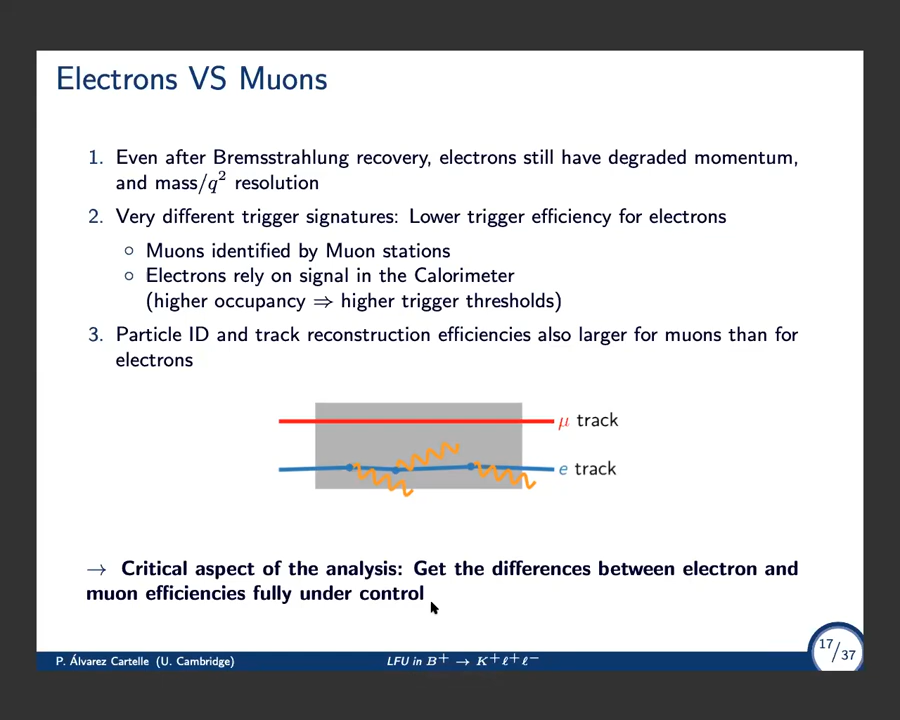 Electrons VS Muons
1. Even after Bremsstrahlung recovery, electrons still have degraded momentum,
and mass/q² resolution
2. Very different trigger signatures: Lower trigger efficiency for electrons
○ Muons identified by Muon stations
○ Electrons rely on signal in the Calorimeter
(higher occupancy ⇒ higher trigger thresholds)
3. Particle ID and track reconstruction efficiencies also larger for muons than for
electrons
μ track
e track
→ Critical aspect of the analysis: Get the differences between electron and
muon efficiencies fully under control
P. Álvarez Cartelle (U. Cambridge) LFU in B⁺ → K⁺ℓ⁺ℓ⁻ 17/37